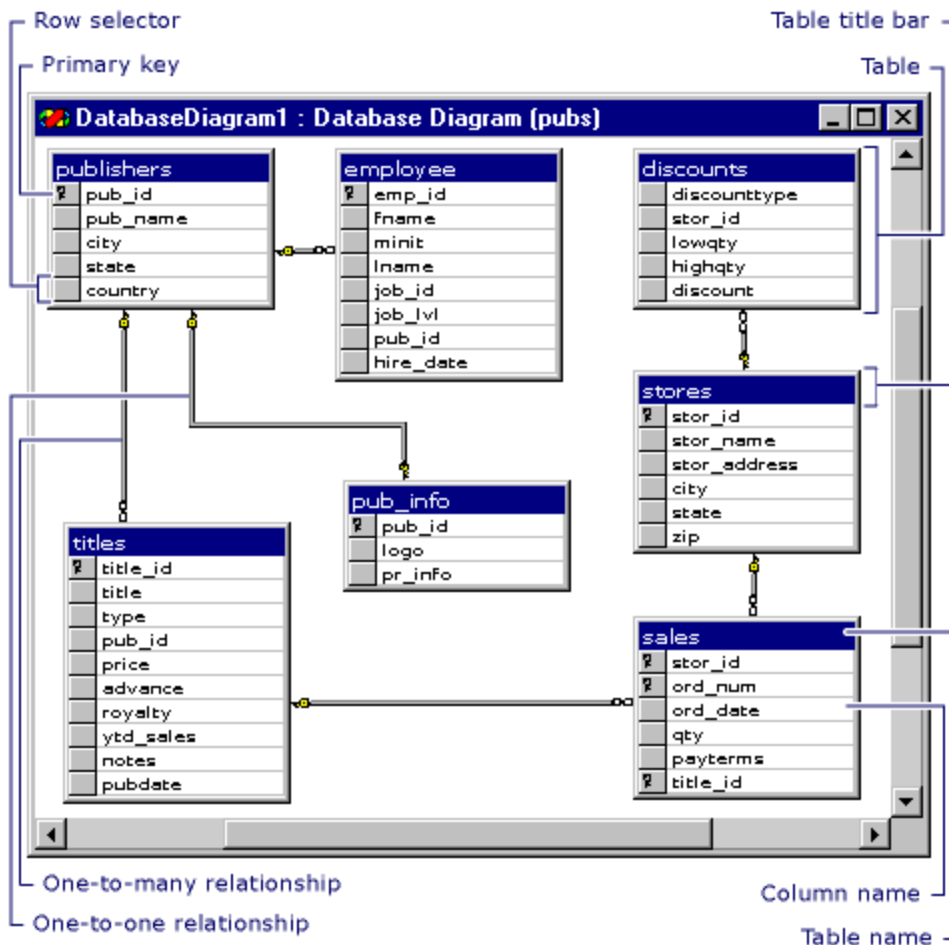 Row selector
Table title bar
Primary key
Table
DatabaseDiagram1 : Database Diagram (pubs)
publishers
pub_id
pub_name
city
state
country
employee
emp_id
fname
minit
lname
job_id
job_lvl
pub_id
hire_date
discounts
discounttype
stor_id
lowqty
highqty
discount
stores
stor_id
stor_name
stor_address
city
state
zip
pub_info
pub_id
logo
pr_info
titles
title_id
title
type
pub_id
price
advance
royalty
ytd_sales
notes
pubdate
sales
stor_id
ord_num
ord_date
qty
payterms
title_id
One-to-many relationship
Column name
One-to-one relationship
Table name